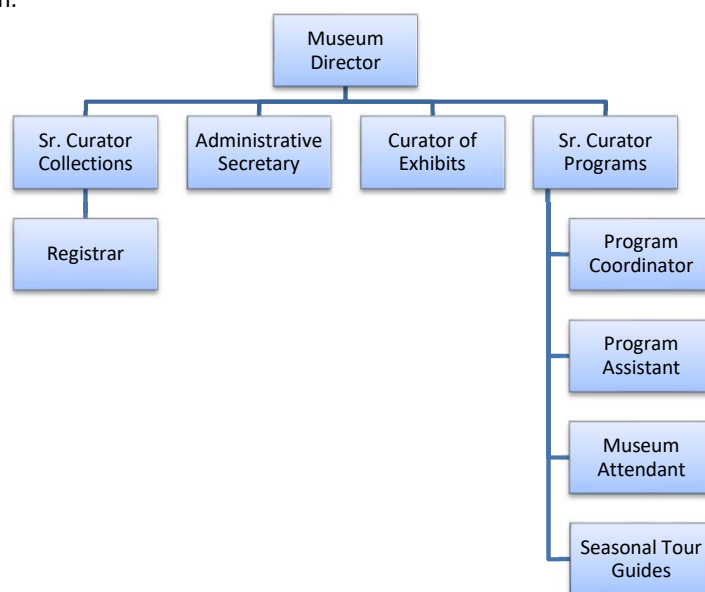 Museum
Director
Sr. Curator
Collections
Administrative
Secretary
Curator of
Exhibits
Sr. Curator
Programs
Registrar
Program
Coordinator
Program
Assistant
Museum
Attendant
Seasonal Tour
Guides